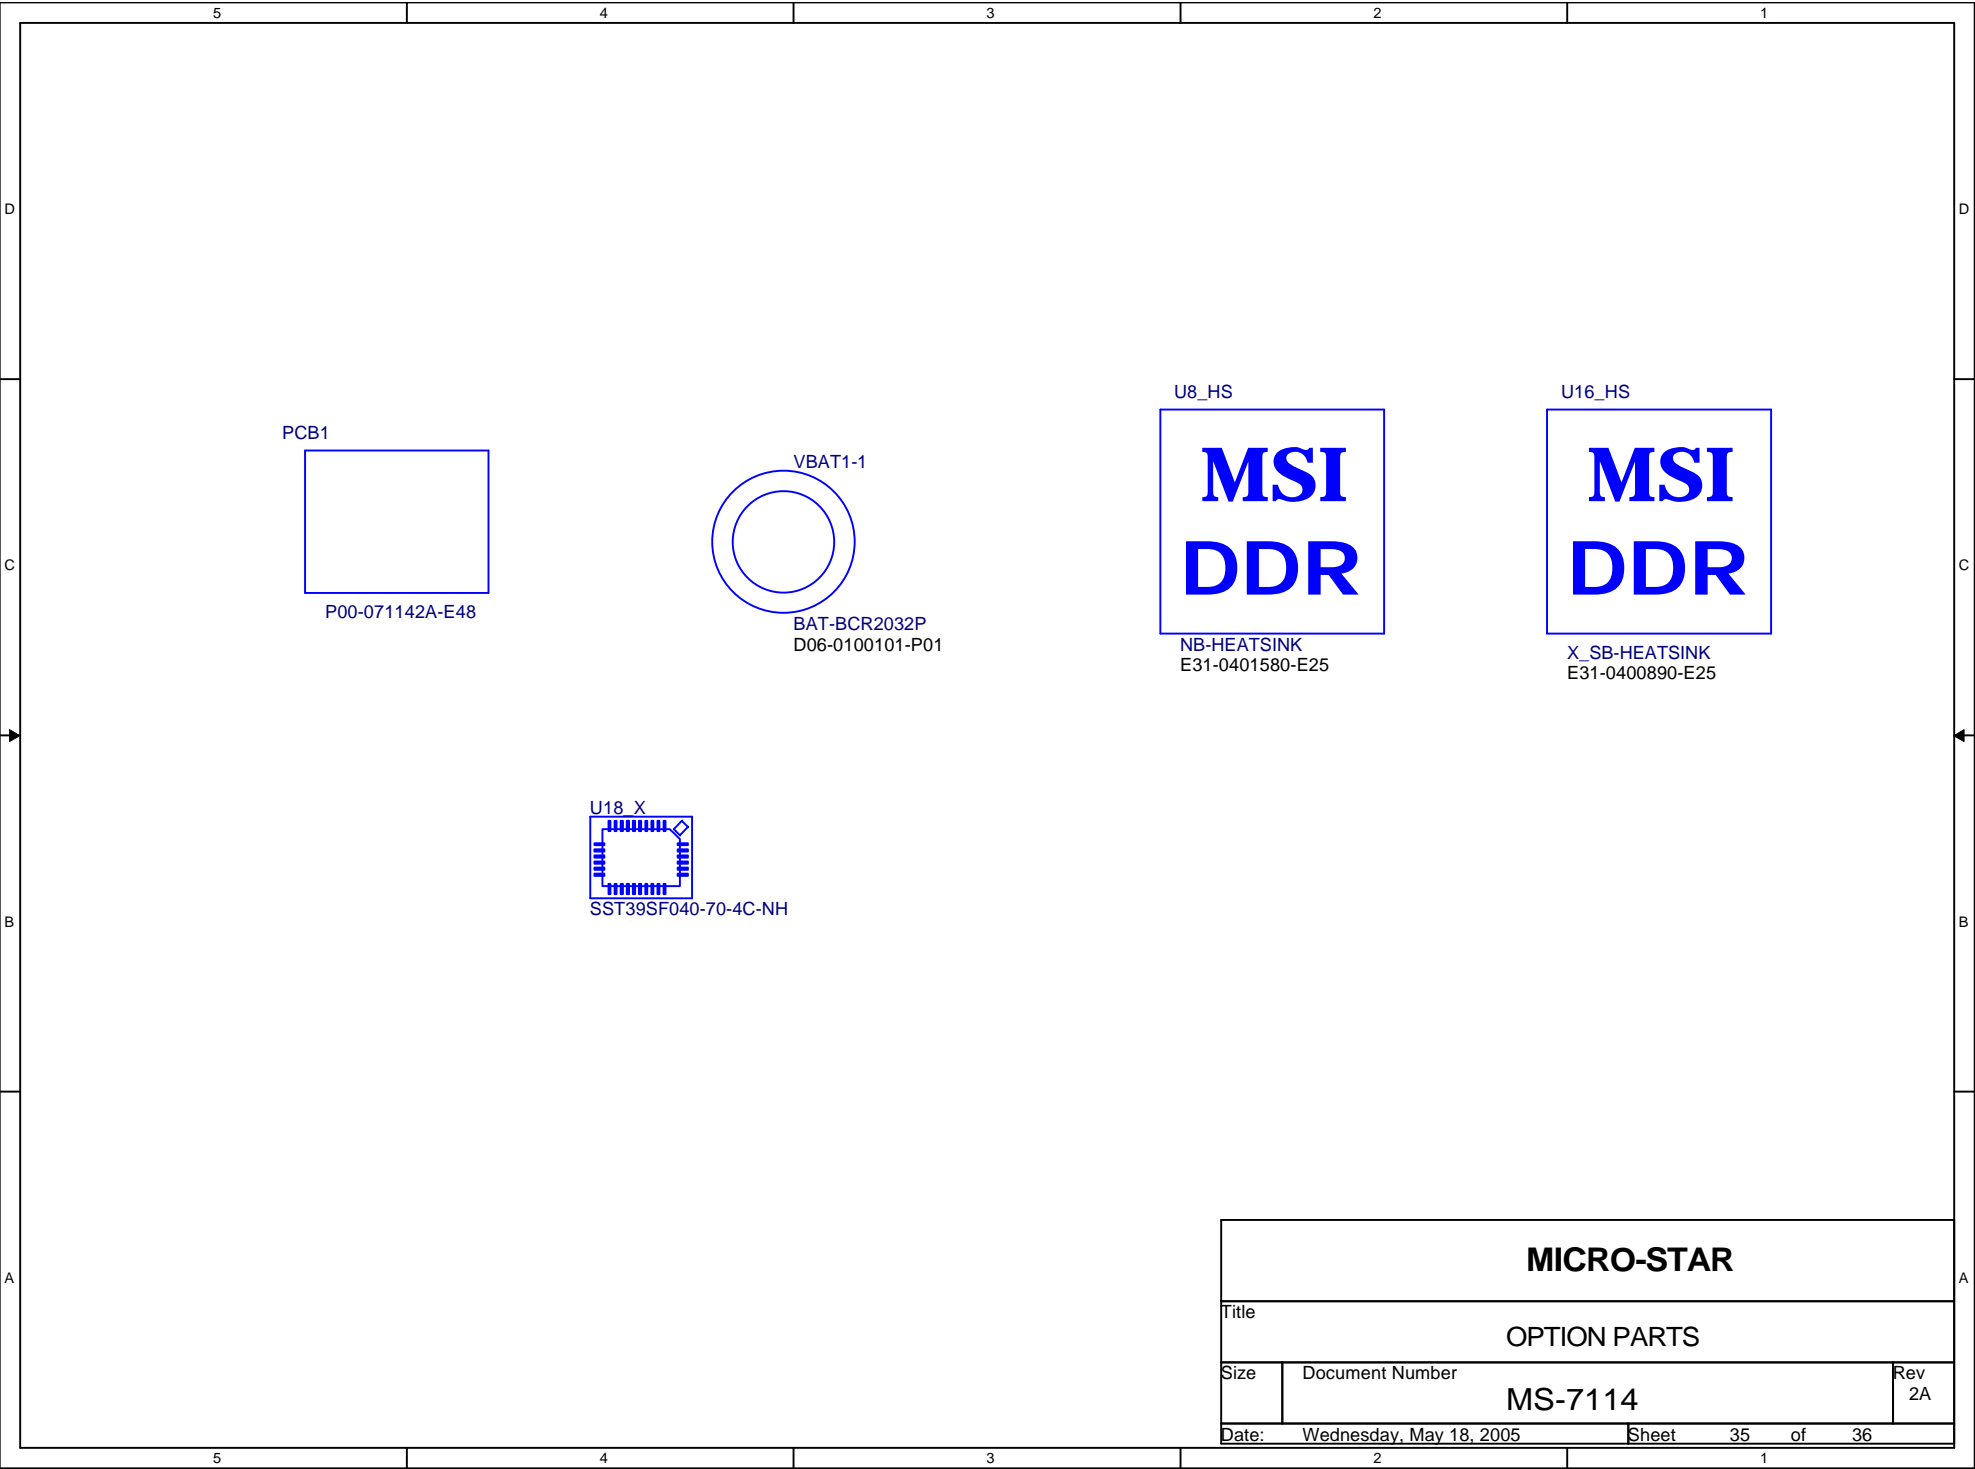 5 4 3 2 1
D D
U8_HS U16_HS
PCB1
MSI MSI
VBAT1-1
DDR DDR
C C
P00-071142A-E48
BAT-BCR2032P
D06-0100101-P01
NB-HEATSINK
E31-0401580-E25
X_SB-HEATSINK
E31-0400890-E25
U18_X
SST39SF040-70-4C-NH
B B
MICRO-STAR
A A
Title
OPTION PARTS
Size Document Number Rev
MS-7114 2A
Date: Wednesday, May 18, 2005 Sheet 35 of 36
5 4 3 2 1